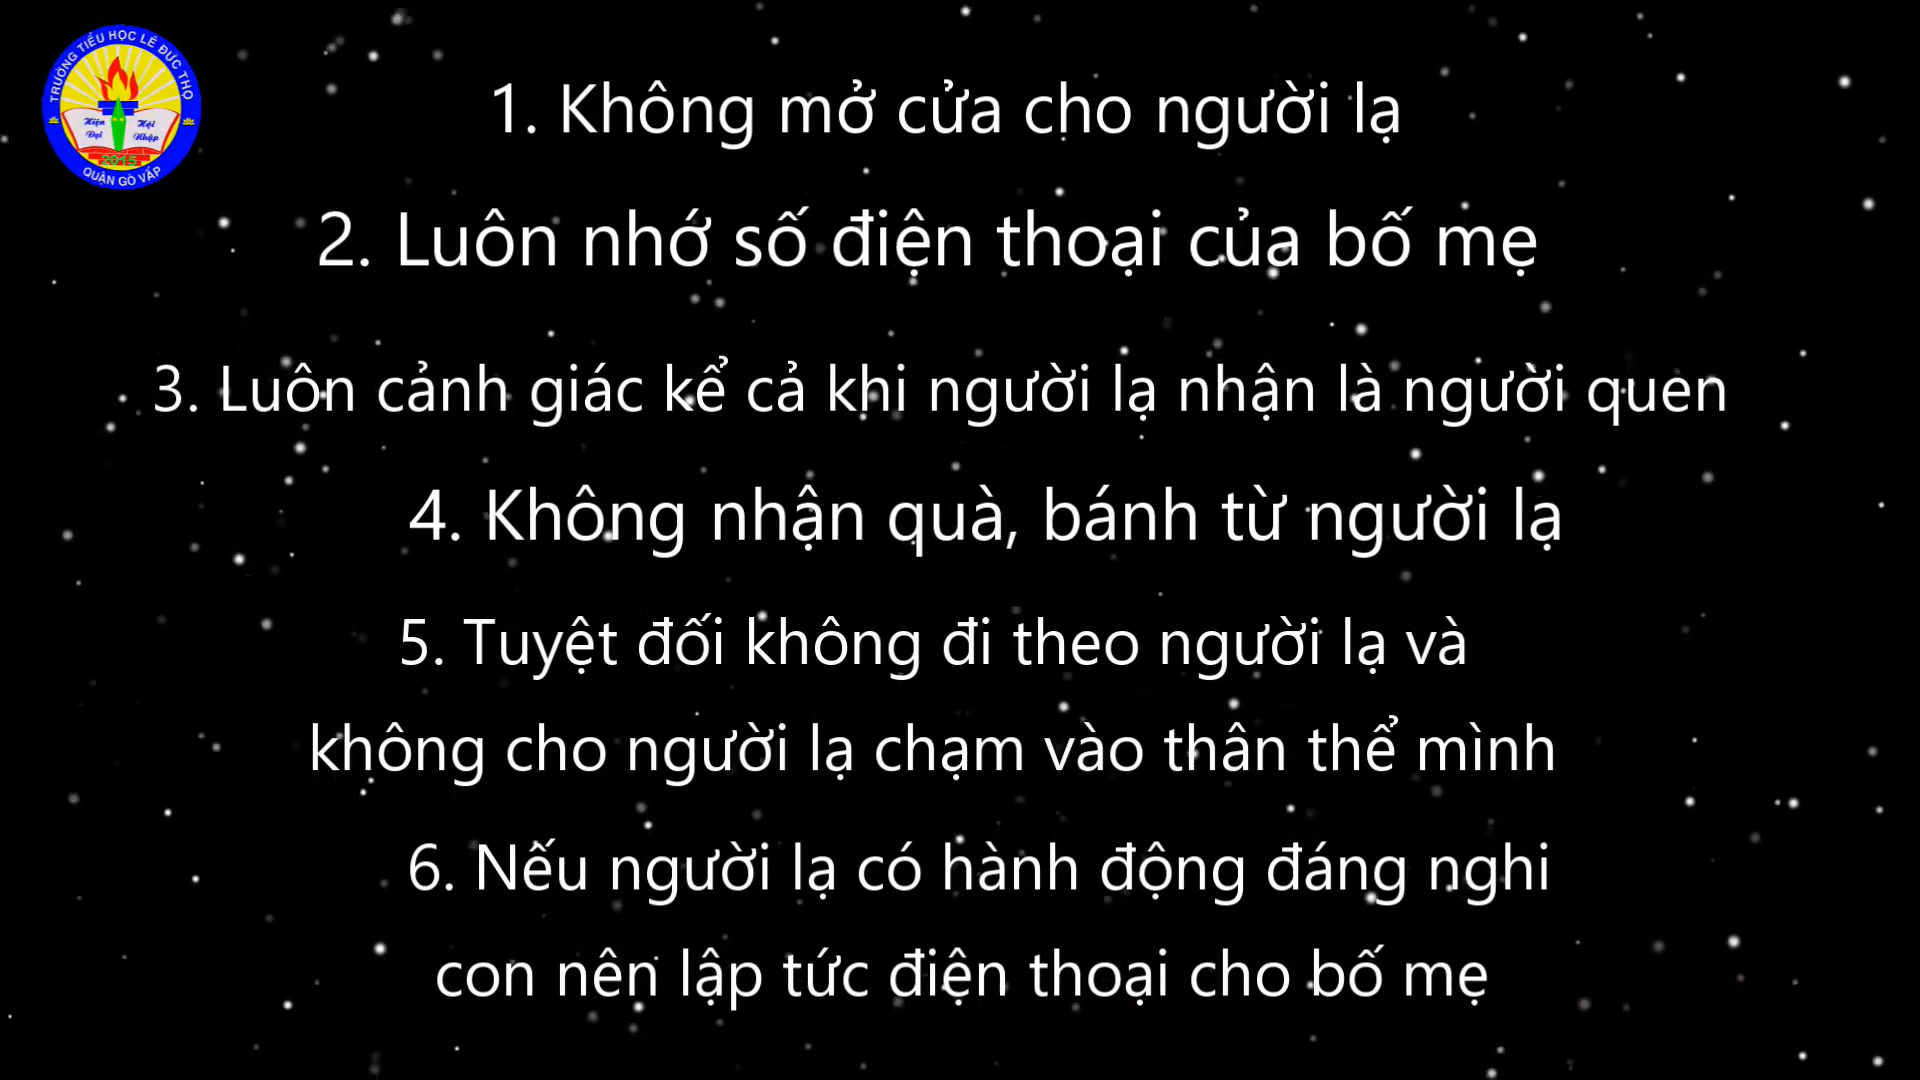 TRƯỜNG TIỂU HỌC LÊ ĐỨC THỌ
Hiện Đại
Hội Nhập
2015
QUẬN GÒ VẤP
1. Không mở cửa cho người lạ
2. Luôn nhớ số điện thoại của bố mẹ
3. Luôn cảnh giác kể cả khi người lạ nhận là người quen
4. Không nhận quà, bánh từ người lạ
5. Tuyệt đối không đi theo người lạ và
không cho người lạ chạm vào thân thể mình
6. Nếu người lạ có hành động đáng nghi
con nên lập tức điện thoại cho bố mẹ